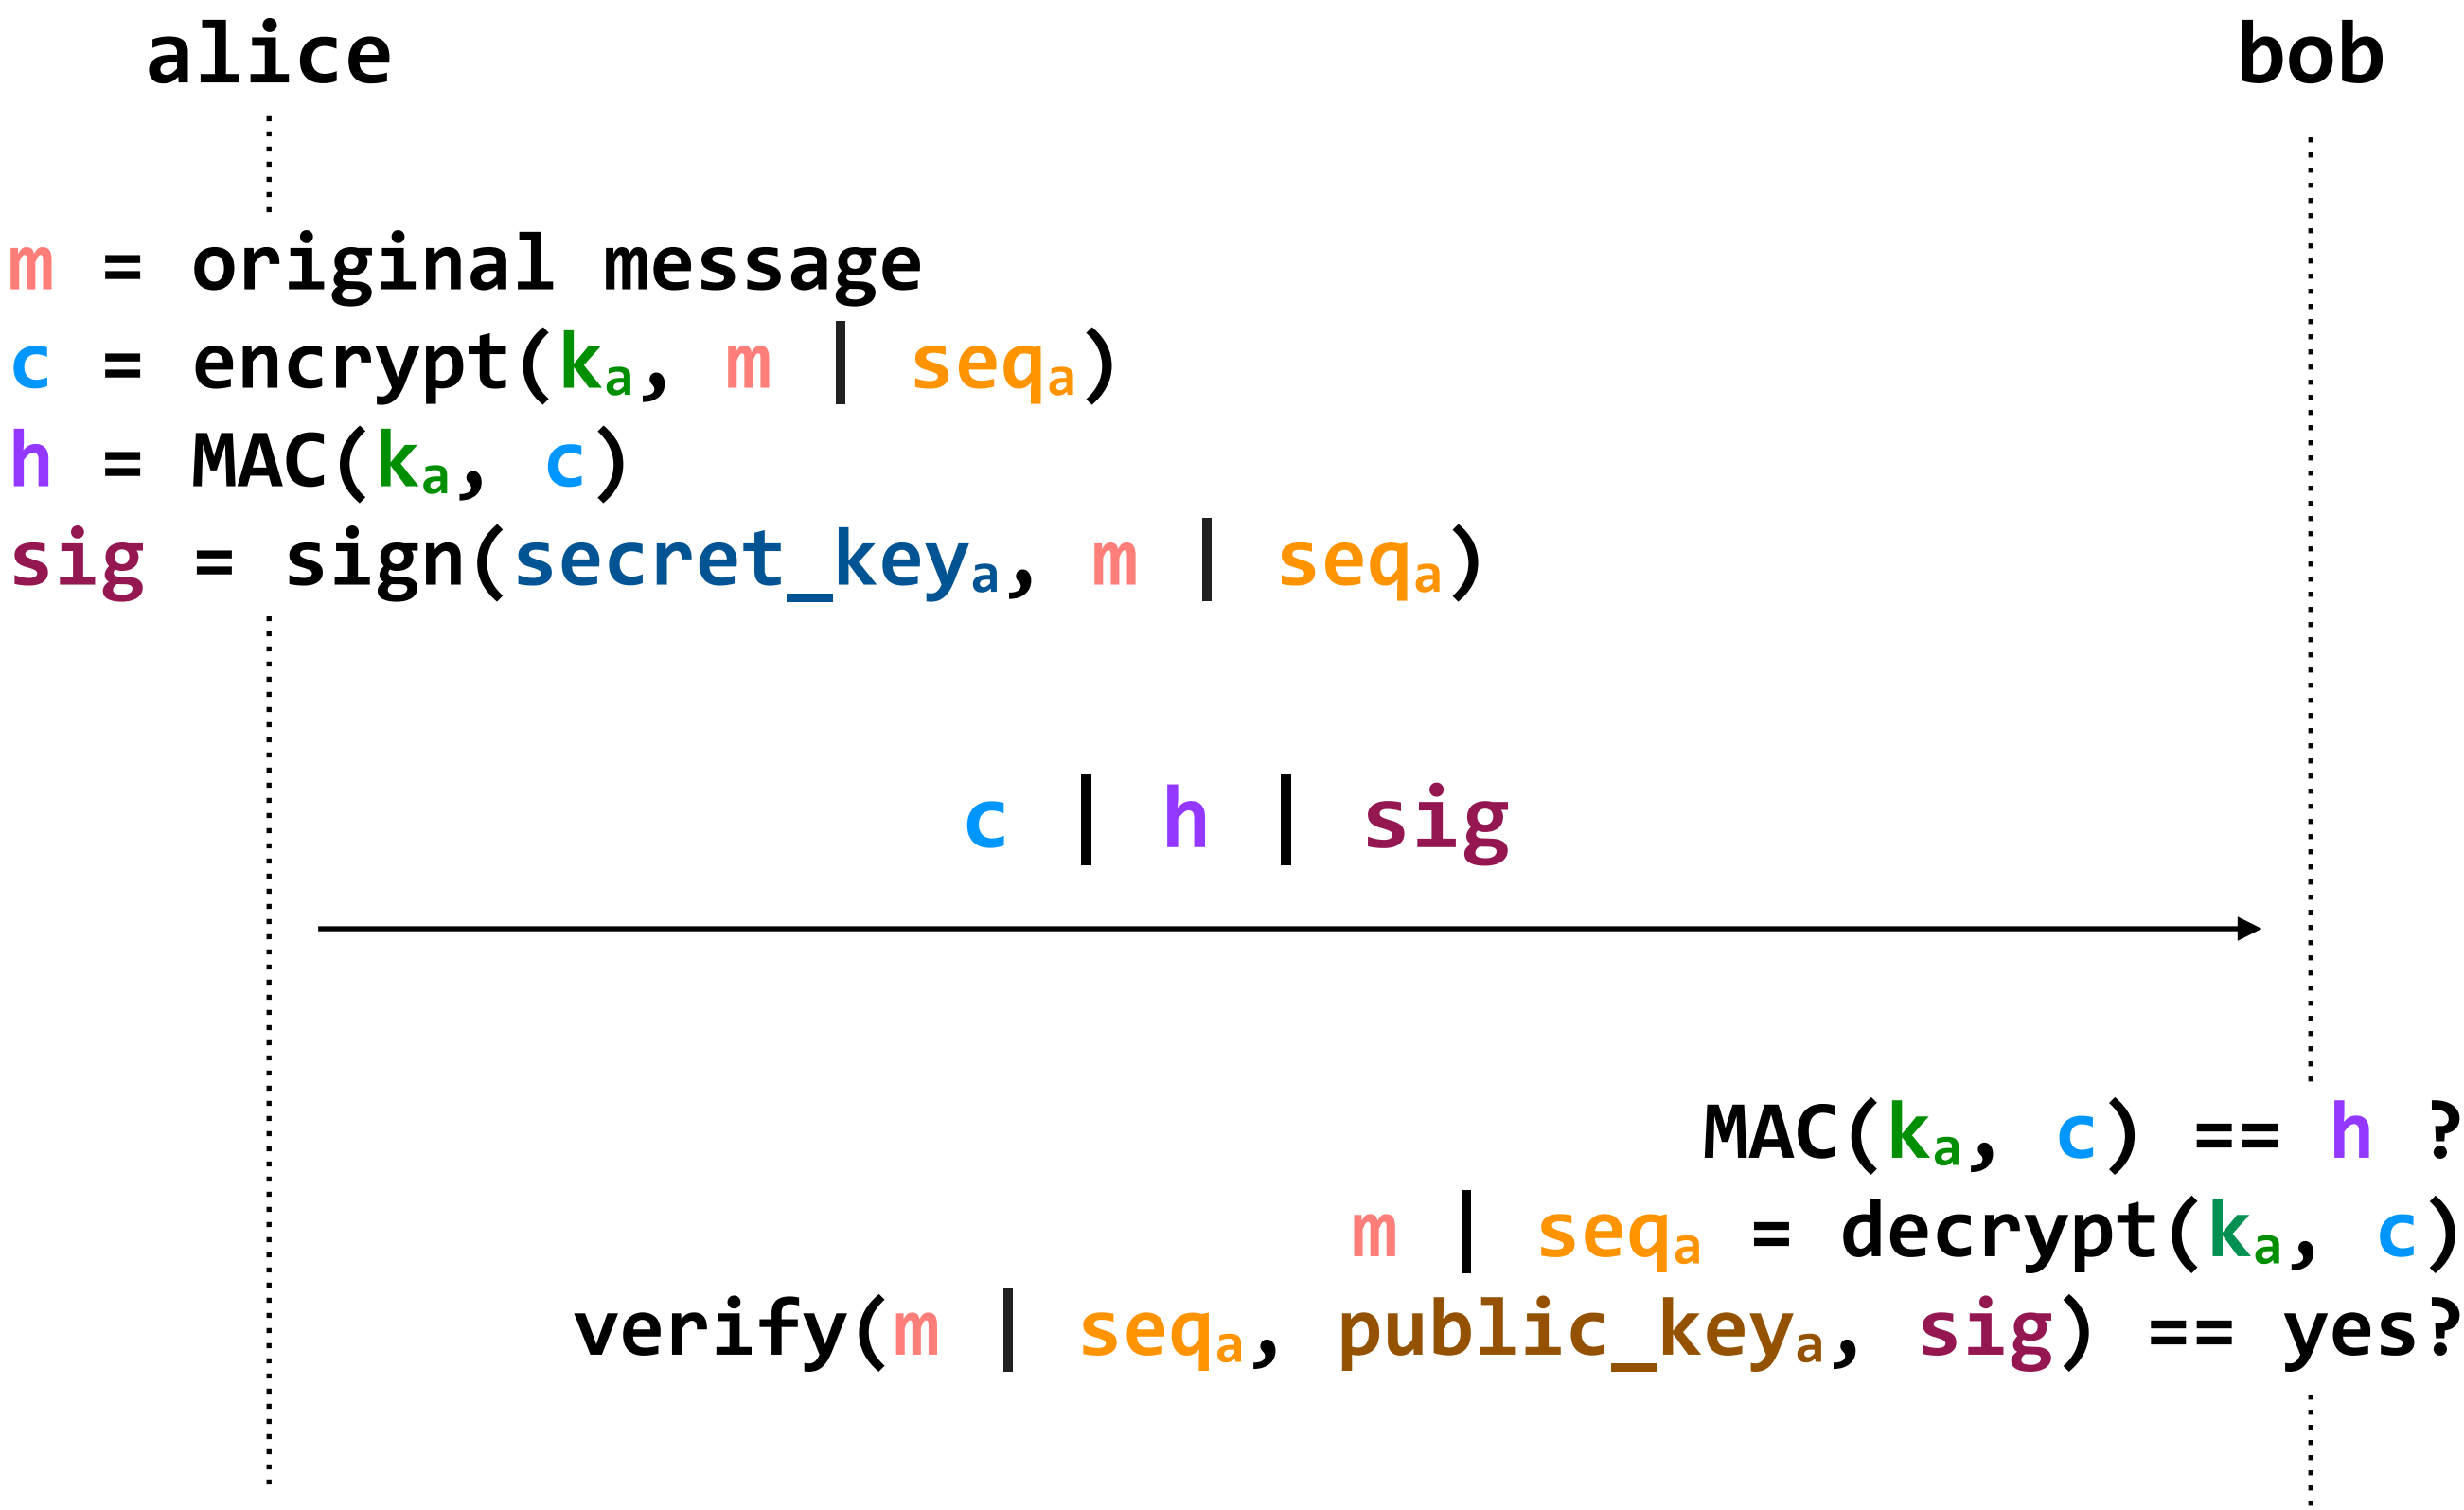 alice bob
m = original message
c = encrypt(kₐ, m | seqₐ)
h = MAC(kₐ, c)
sig = sign(secret_keyₐ, m | seqₐ)
c | h | sig
MAC(kₐ, c) == h ?
m | seqₐ = decrypt(kₐ, c)
verify(m | seqₐ, public_keyₐ, sig) == yes?